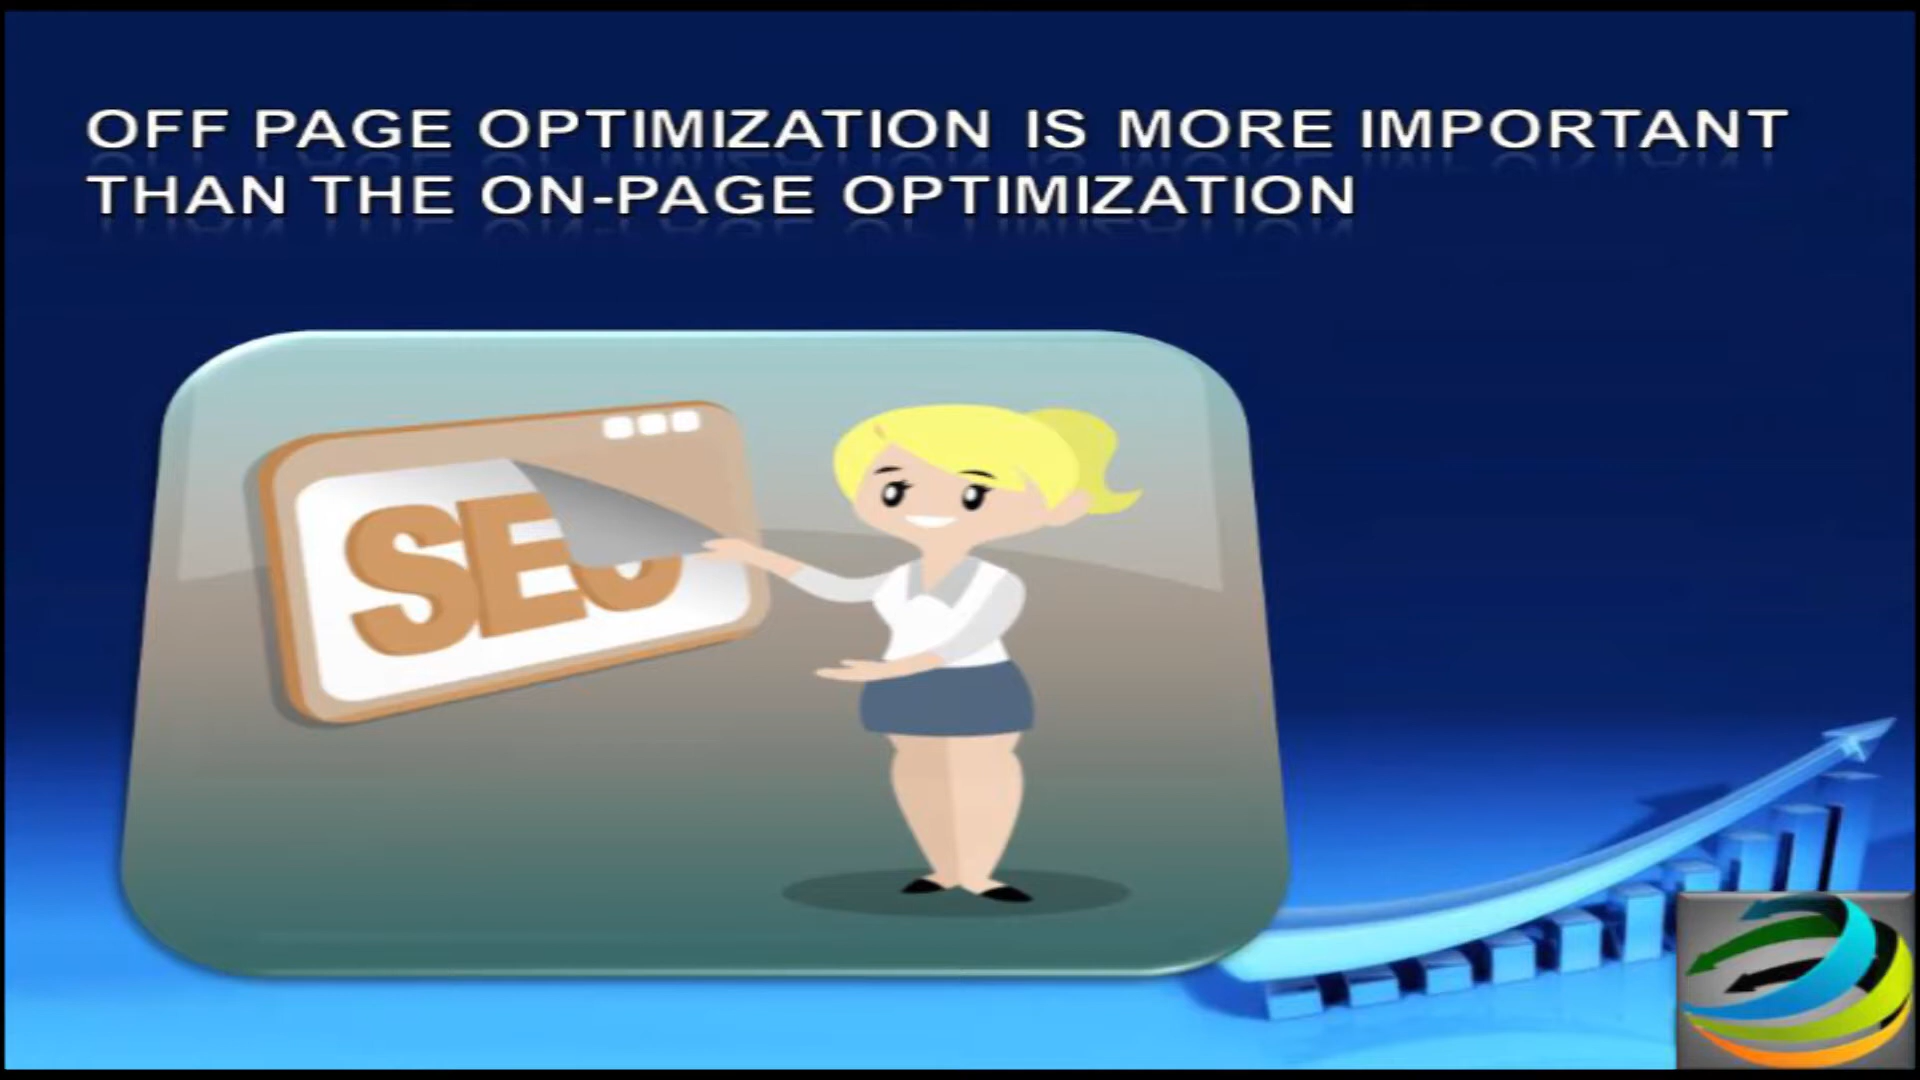 OFF PAGE OPTIMIZATION IS MORE IMPORTANT
THAN THE ON-PAGE OPTIMIZATION
SEO